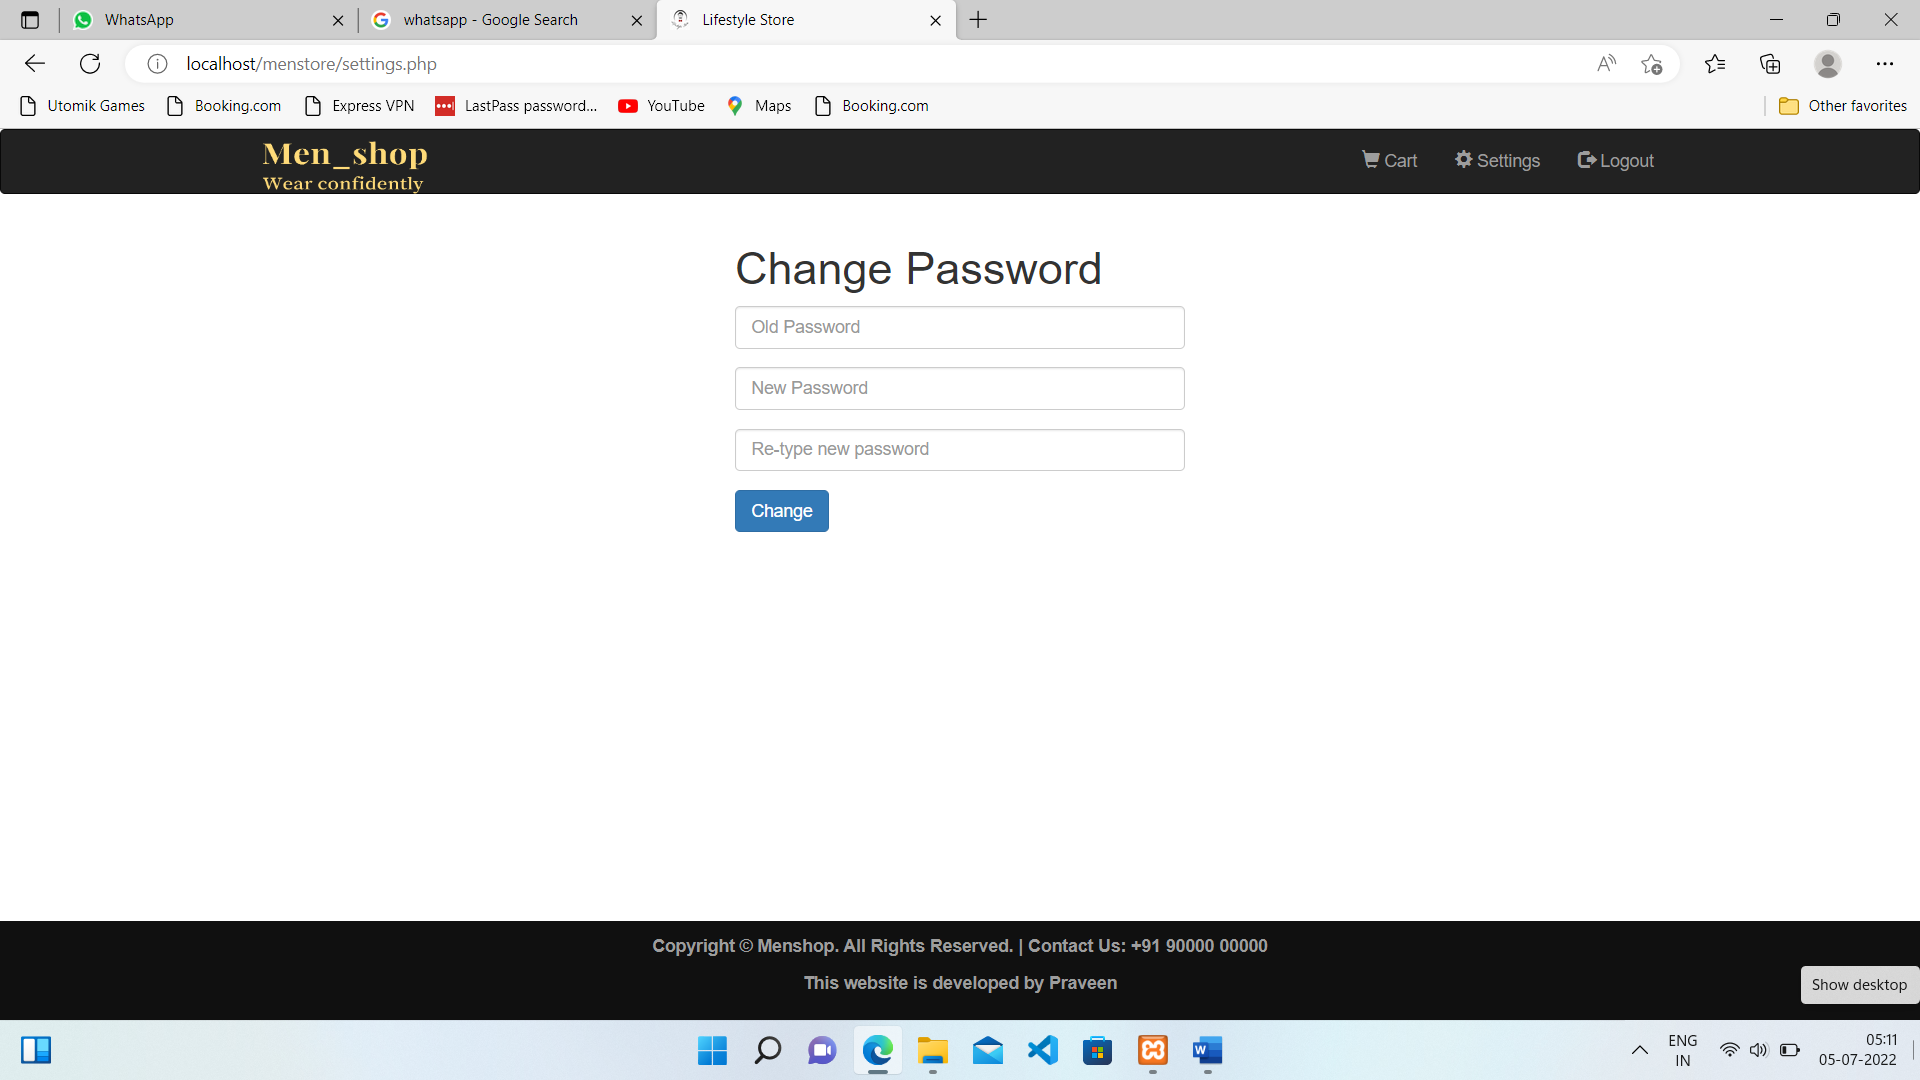 WhatsApp
whatsapp - Google Search
Lifestyle Store
localhost/menstore/settings.php
Utomik Games
Booking.com
Express VPN
LastPass password...
YouTube
Maps
Booking.com
Other favorites
Men_shop
Wear confidently
Cart
Settings
Logout
Change Password
Old Password
New Password
Re-type new password
Change
Copyright © Menshop. All Rights Reserved. | Contact Us: +91 90000 00000
This website is developed by Praveen
Show desktop
ENG
IN
05:11
05-07-2022